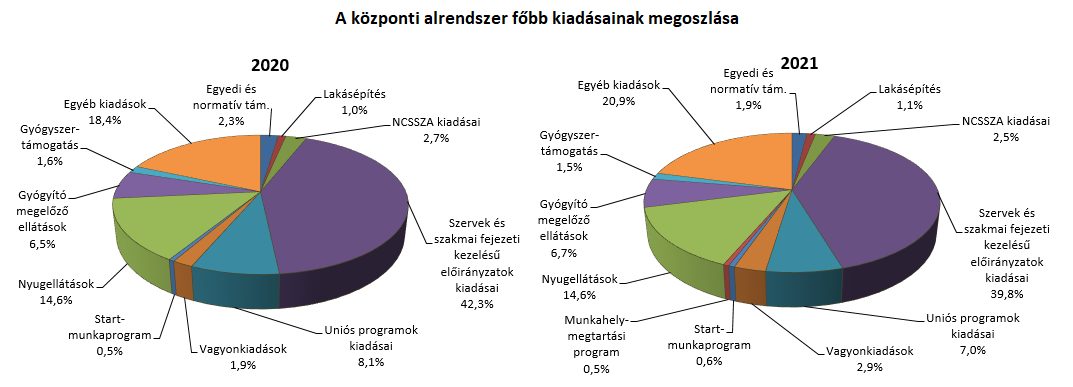 A központi alrendszer főbb kiadásainak megoszlása
2020
Egyedi és
normatív tám.
2,3%
Lakásépítés
1,0%
NCSSZA kiadásai
2,7%
Szervek és
szakmai fejezeti
kezelésű
előirányzatok
kiadásai
42,3%
Uniós programok
kiadásai
8,1%
Vagyonkiadások
1,9%
Start-
munkaprogram
0,5%
Nyugellátások
14,6%
Gyógyító
megelőző
ellátások
6,5%
Gyógyszer-
támogatás
1,6%
Egyéb kiadások
18,4%
2021
Egyedi és
normatív tám.
1,9%
Lakásépítés
1,1%
NCSSZA kiadásai
2,5%
Szervek és
szakmai fejezeti
kezelésű
előirányzatok
kiadásai
39,8%
Uniós programok
kiadásai
7,0%
Vagyonkiadások
2,9%
Start-
munkaprogram
0,6%
Munkahely-
megtartási
program
0,5%
Nyugellátások
14,6%
Gyógyító
megelőző
ellátások
6,7%
Gyógyszer-
támogatás
1,5%
Egyéb kiadások
20,9%